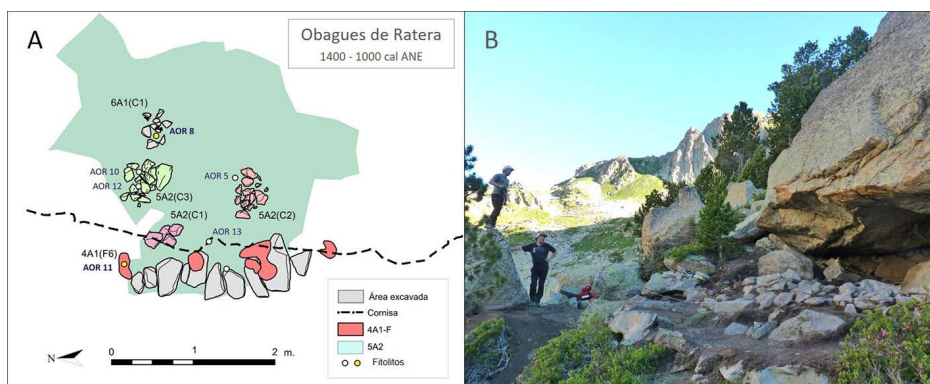 A
Obagues de Ratera
1400 - 1000 cal ANE
6A1(C1)
AOR 8
AOR 10
AOR 12
5A2(C3)
AOR 5
5A2(C1)
5A2(C2)
AOR 13
4A1(F6)
AOR 11
Área excavada
Cornisa
4A1-F
5A2
Fitolitos
N
0
1
2 m.
B